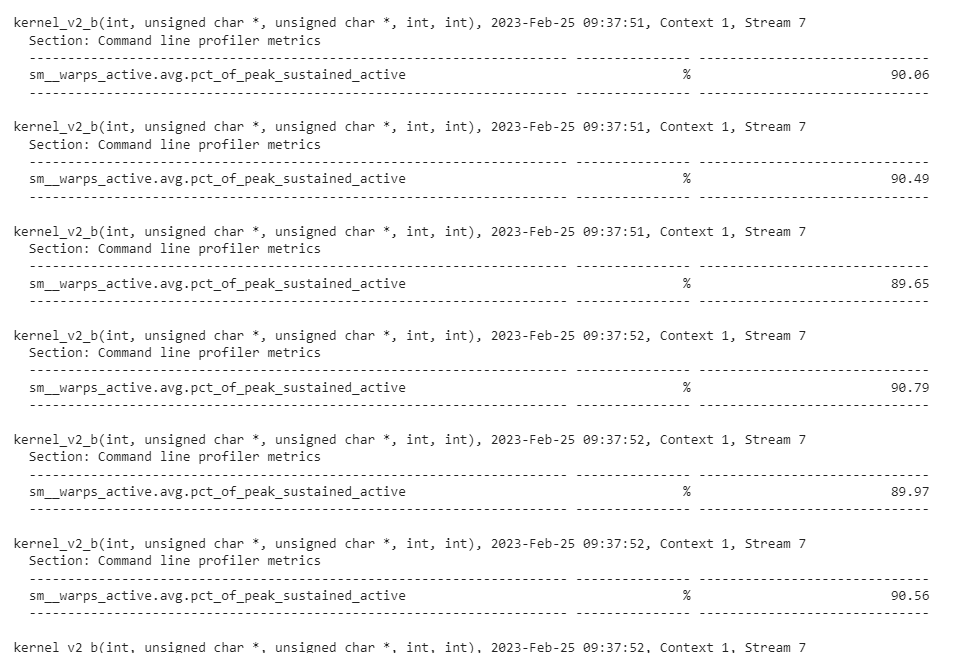 kernel_v2_b(int, unsigned char *, unsigned char *, int, int), 2023-Feb-25 09:37:51, Context 1, Stream 7
Section: Command line profiler metrics
---------------------------------------------------------------------- --------------- ------------------------------
sm__warps_active.avg.pct_of_peak_sustained_active % 90.06
---------------------------------------------------------------------- --------------- ------------------------------
kernel_v2_b(int, unsigned char *, unsigned char *, int, int), 2023-Feb-25 09:37:51, Context 1, Stream 7
Section: Command line profiler metrics
---------------------------------------------------------------------- --------------- ------------------------------
sm__warps_active.avg.pct_of_peak_sustained_active % 90.49
---------------------------------------------------------------------- --------------- ------------------------------
kernel_v2_b(int, unsigned char *, unsigned char *, int, int), 2023-Feb-25 09:37:51, Context 1, Stream 7
Section: Command line profiler metrics
---------------------------------------------------------------------- --------------- ------------------------------
sm__warps_active.avg.pct_of_peak_sustained_active % 89.65
---------------------------------------------------------------------- --------------- ------------------------------
kernel_v2_b(int, unsigned char *, unsigned char *, int, int), 2023-Feb-25 09:37:52, Context 1, Stream 7
Section: Command line profiler metrics
---------------------------------------------------------------------- --------------- ------------------------------
sm__warps_active.avg.pct_of_peak_sustained_active % 90.79
---------------------------------------------------------------------- --------------- ------------------------------
kernel_v2_b(int, unsigned char *, unsigned char *, int, int), 2023-Feb-25 09:37:52, Context 1, Stream 7
Section: Command line profiler metrics
---------------------------------------------------------------------- --------------- ------------------------------
sm__warps_active.avg.pct_of_peak_sustained_active % 89.97
---------------------------------------------------------------------- --------------- ------------------------------
kernel_v2_b(int, unsigned char *, unsigned char *, int, int), 2023-Feb-25 09:37:52, Context 1, Stream 7
Section: Command line profiler metrics
---------------------------------------------------------------------- --------------- ------------------------------
sm__warps_active.avg.pct_of_peak_sustained_active % 90.56
---------------------------------------------------------------------- --------------- ------------------------------
kernel_v2_b(int, unsigned char *, unsigned char *, int, int), 2023-Feb-25 09:37:52, Context 1, Stream 7